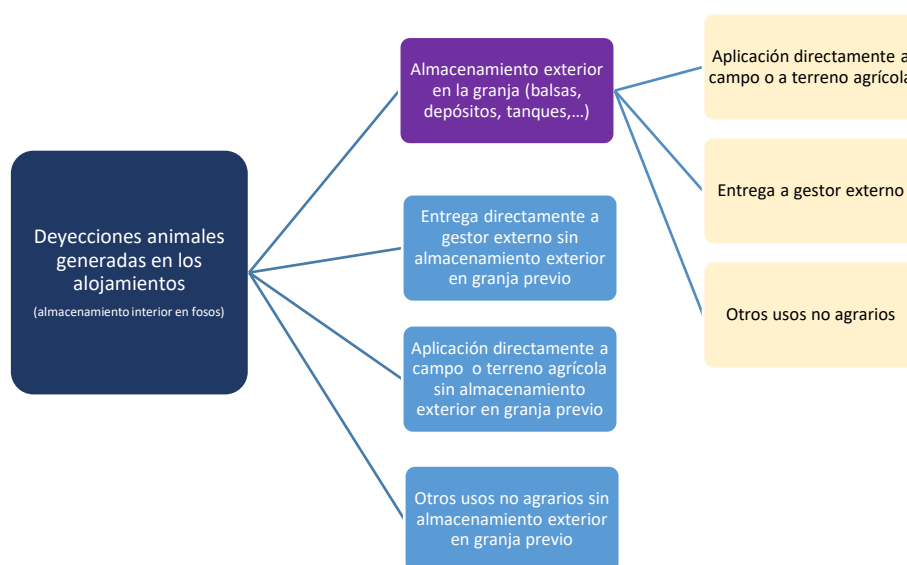 Deyecciones animales
generadas en los
alojamientos
(almacenamiento interior en fosos)
Almacenamiento exterior
en la granja (balsas,
depósitos, tanques,…)
Entrega directamente a
gestor externo sin
almacenamiento exterior
en granja previo
Aplicación directamente a
campo o terreno agrícola
sin almacenamiento
exterior en granja previo
Otros usos no agrarios sin
almacenamiento exterior
en granja previo
Aplicación directamente a
campo o a terreno agrícola
Entrega a gestor externo
Otros usos no agrarios